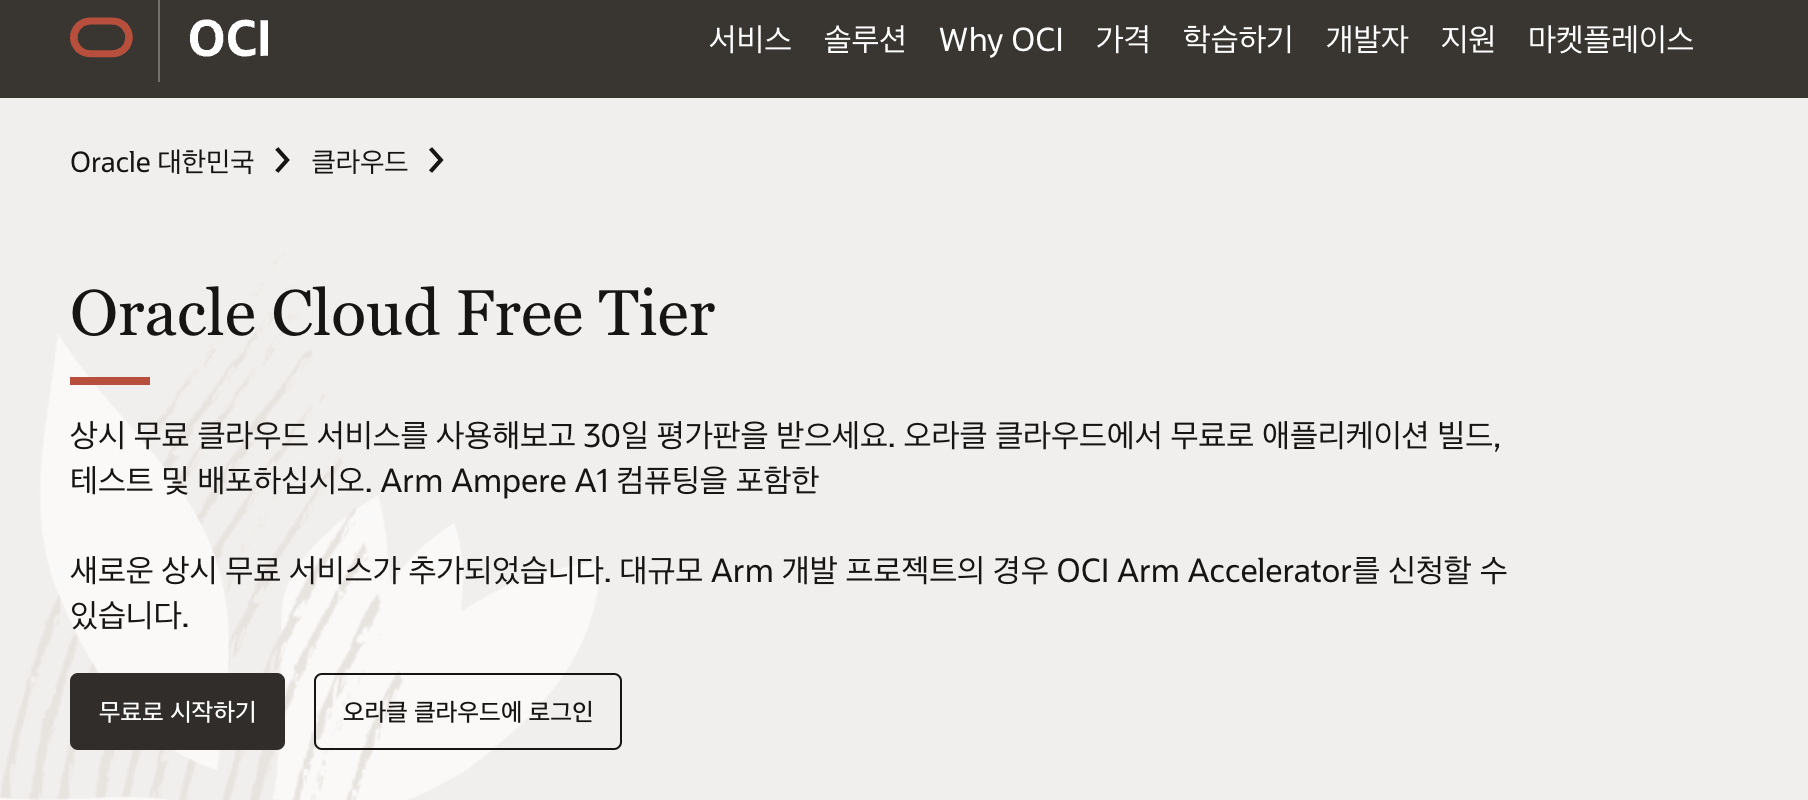 OCI
서비스 솔루션 Why OCI 가격 학습하기 개발자 지원 마켓플레이스
Oracle 대한민국 클라우드
Oracle Cloud Free Tier
상시 무료 클라우드 서비스를 사용해보고 30일 평가판을 받으세요. 오라클 클라우드에서 무료로 애플리케이션 빌드,
테스트 및 배포하십시오. Arm Ampere A1 컴퓨팅을 포함한
새로운 상시 무료 서비스가 추가되었습니다. 대규모 Arm 개발 프로젝트의 경우 OCI Arm Accelerator를 신청할 수
있습니다.
무료로 시작하기 오라클 클라우드에 로그인